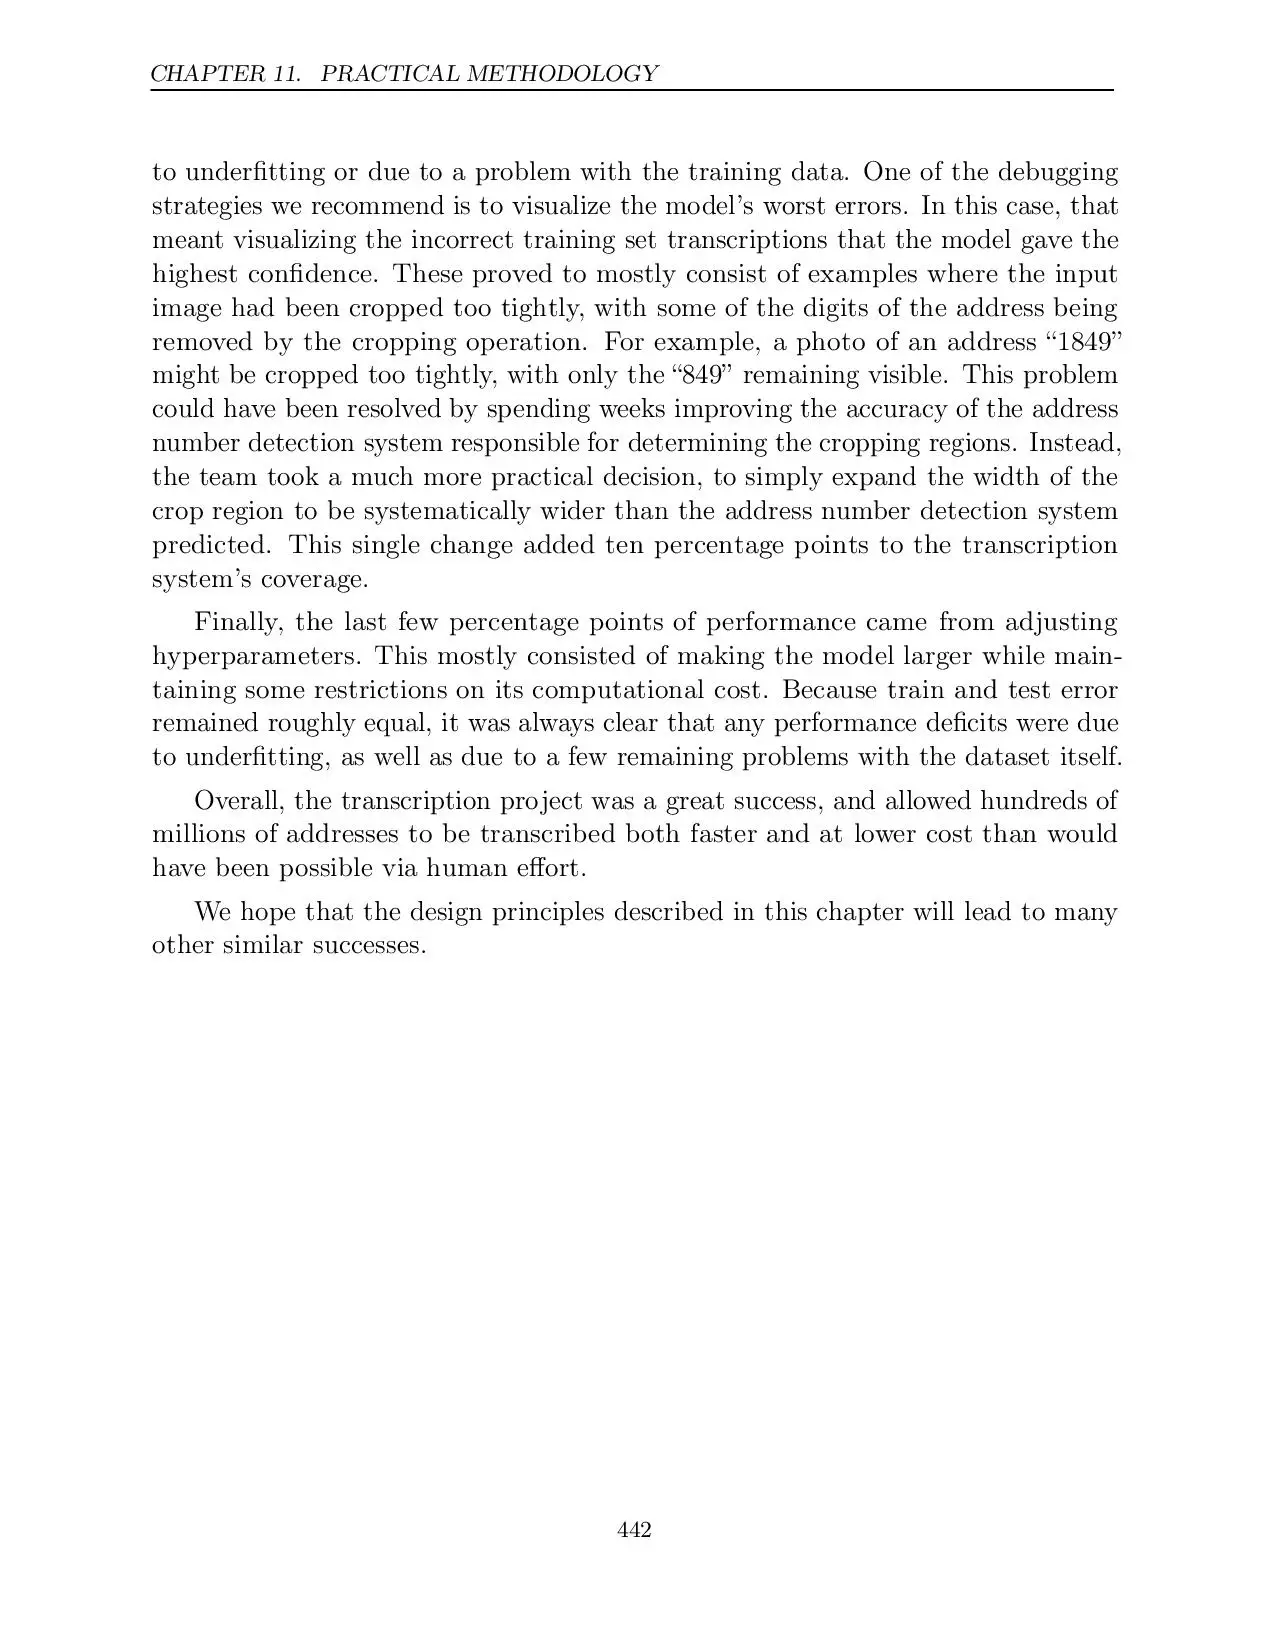 CHAPTER 11. PRACTICAL METHODOLOGY
to underfitting or due to a problem with the training data. One of the debugging
strategies we recommend is to visualize the model’s worst errors. In this case, that
meant visualizing the incorrect training set transcriptions that the model gave the
highest confidence. These proved to mostly consist of examples where the input
image had been cropped too tightly, with some of the digits of the address being
removed by the cropping operation. For example, a photo of an address “1849”
might be cropped too tightly, with only the “849” remaining visible. This problem
could have been resolved by spending weeks improving the accuracy of the address
number detection system responsible for determining the cropping regions. Instead,
the team took a much more practical decision, to simply expand the width of the
crop region to be systematically wider than the address number detection system
predicted. This single change added ten percentage points to the transcription
system’s coverage.
Finally, the last few percentage points of performance came from adjusting
hyperparameters. This mostly consisted of making the model larger while main-
taining some restrictions on its computational cost. Because train and test error
remained roughly equal, it was always clear that any performance deficits were due
to underfitting, as well as due to a few remaining problems with the dataset itself.
Overall, the transcription project was a great success, and allowed hundreds of
millions of addresses to be transcribed both faster and at lower cost than would
have been possible via human effort.
We hope that the design principles described in this chapter will lead to many
other similar successes.
442